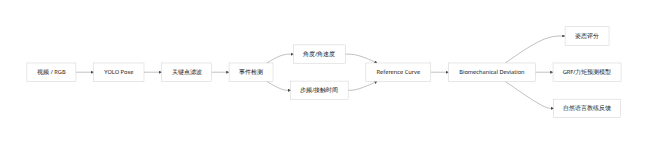 视频 / RGB
YOLO Pose
关键点滤波
事件检测
角度/角速度
步频/接触时间
Reference Curve
Biomechanical Deviation
姿态评分
GRF/力矩预测模型
自然语言教练反馈